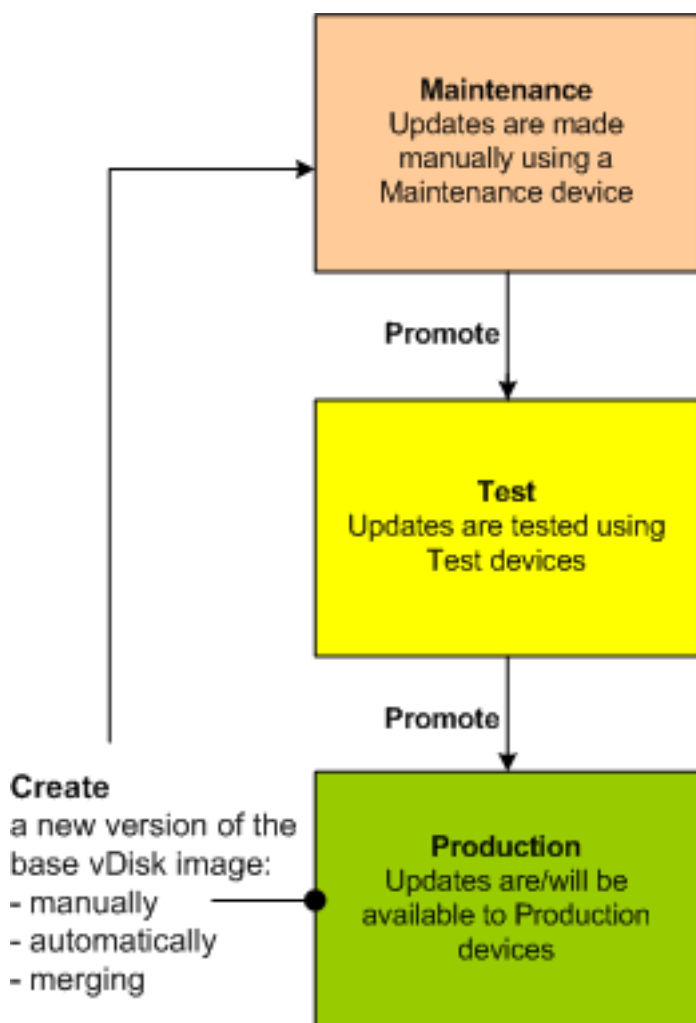 Maintenance
Updates are made
manually using a
Maintenance device
Promote
Test
Updates are tested using
Test devices
Promote
Create
a new version of the
base vDisk image:
- manually
- automatically
- merging
Production
Updates are/will be
available to Production
devices